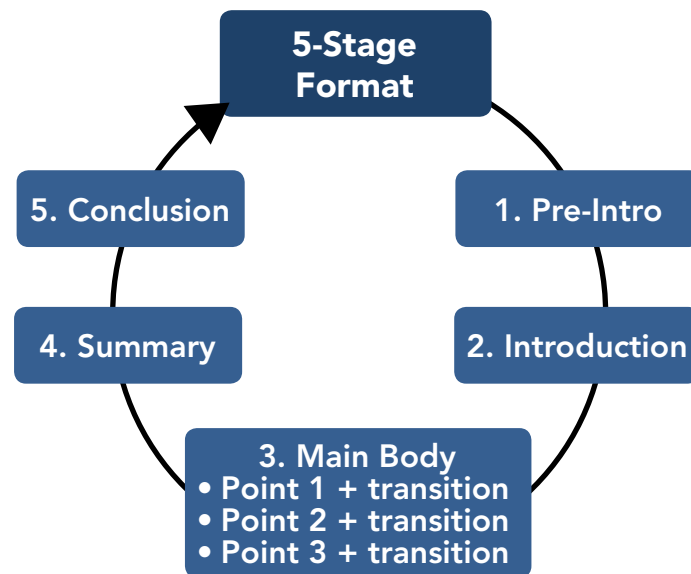 5-Stage
Format
1. Pre-Intro
2. Introduction
3. Main Body
• Point 1 + transition
• Point 2 + transition
• Point 3 + transition
4. Summary
5. Conclusion